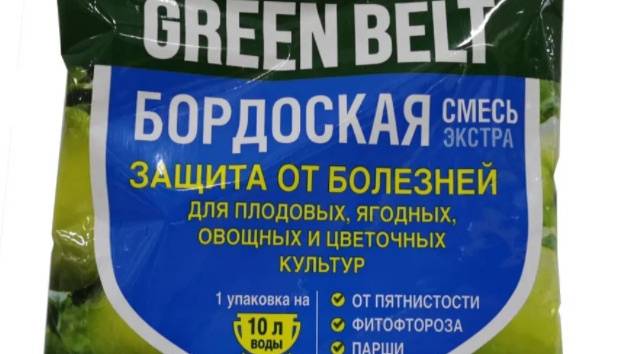 GREEN BELT
БОРДОСКАЯ СМЕСЬ
ЭКСТРА
ЗАЩИТА ОТ БОЛЕЗНЕЙ
ДЛЯ ПЛОДОВЫХ, ЯГОДНЫХ,
ОВОЩНЫХ И ЦВЕТОЧНЫХ
КУЛЬТУР
1 упаковка на
10 л
ВОДЫ
ОТ ПЯТНИСТОСТИ
ФИТОФТОРОЗА
ПАРШИ